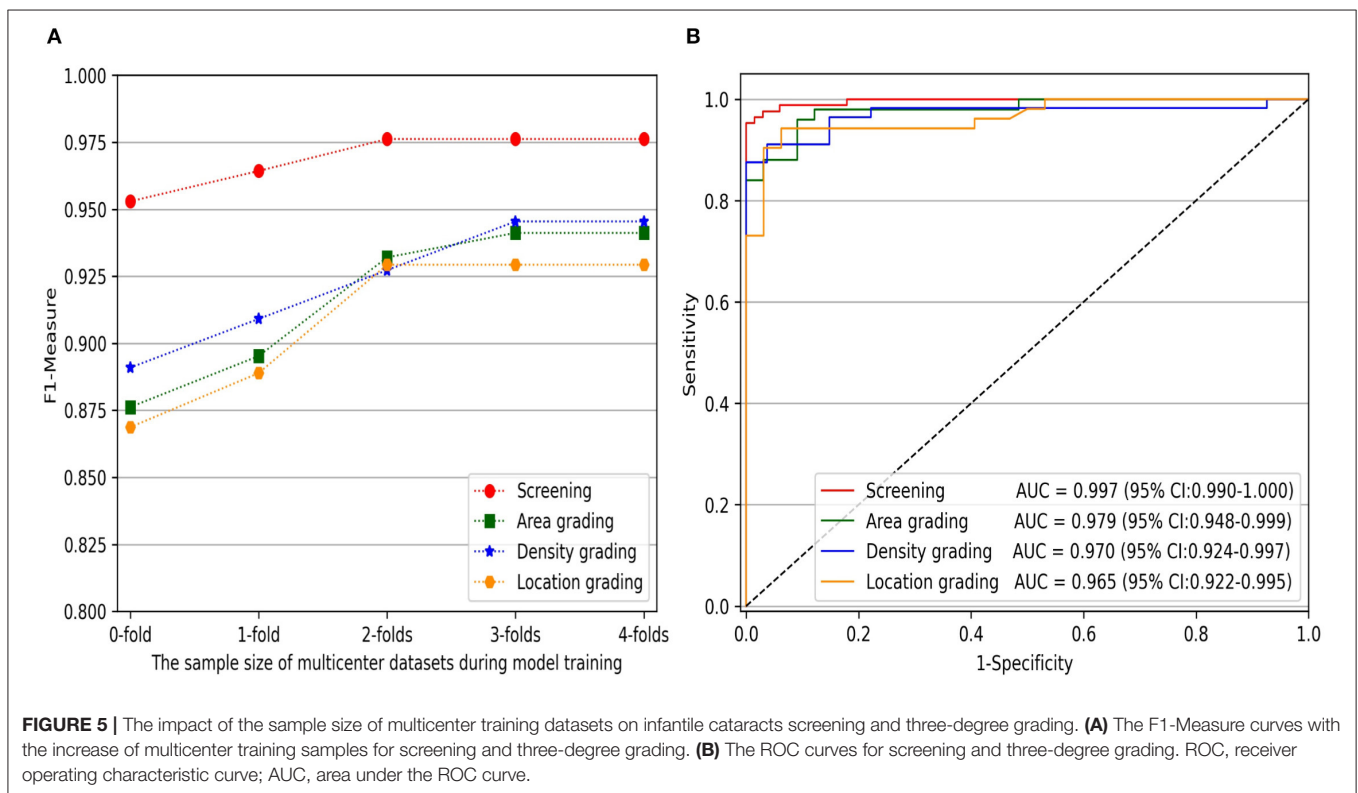 A
1.000
0.975
0.950
0.925
0.900
0.875
0.850
0.825
0.800
F1-Measure
Screening
Area grading
Density grading
Location grading
0-fold 1-fold 2-folds 3-folds 4-folds
The sample size of multicenter datasets during model training
B
1.0
0.8
0.6
0.4
0.2
0.0
Sensitivity
Screening AUC = 0.997 (95% CI:0.990-1.000)
Area grading AUC = 0.979 (95% CI:0.948-0.999)
Density grading AUC = 0.970 (95% CI:0.924-0.997)
Location grading AUC = 0.965 (95% CI:0.922-0.995)
0.0 0.2 0.4 0.6 0.8 1.0
1-Specificity
FIGURE 5 | The impact of the sample size of multicenter training datasets on infantile cataracts screening and three-degree grading. (A) The F1-Measure curves with
the increase of multicenter training samples for screening and three-degree grading. (B) The ROC curves for screening and three-degree grading. ROC, receiver
operating characteristic curve; AUC, area under the ROC curve.